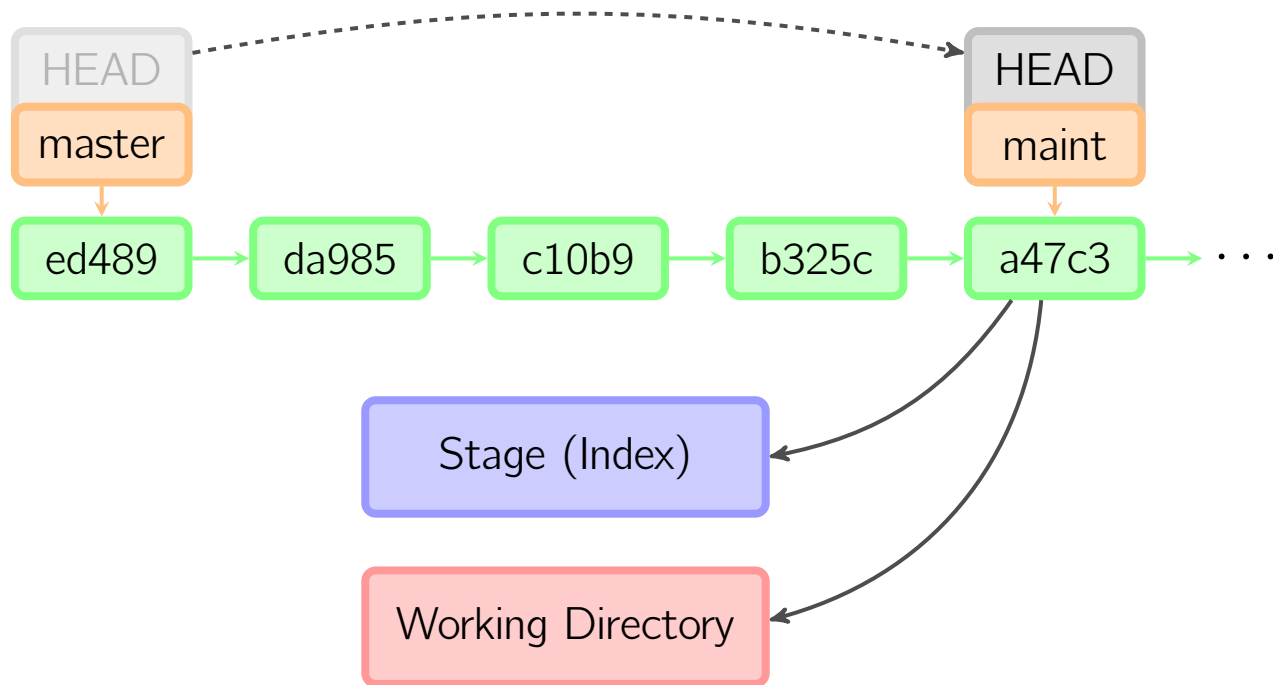 HEAD
HEAD
master
maint
ed489
da985
c10b9
b325c
a47c3
···
Stage (Index)
Working Directory